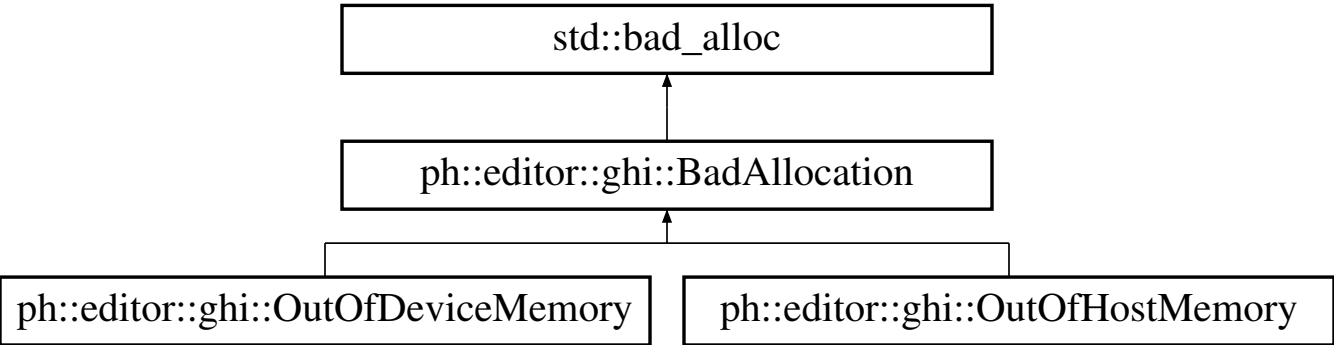 std::bad_alloc
ph::editor::ghi::BadAllocation
ph::editor::ghi::OutOfDeviceMemory
ph::editor::ghi::OutOfHostMemory